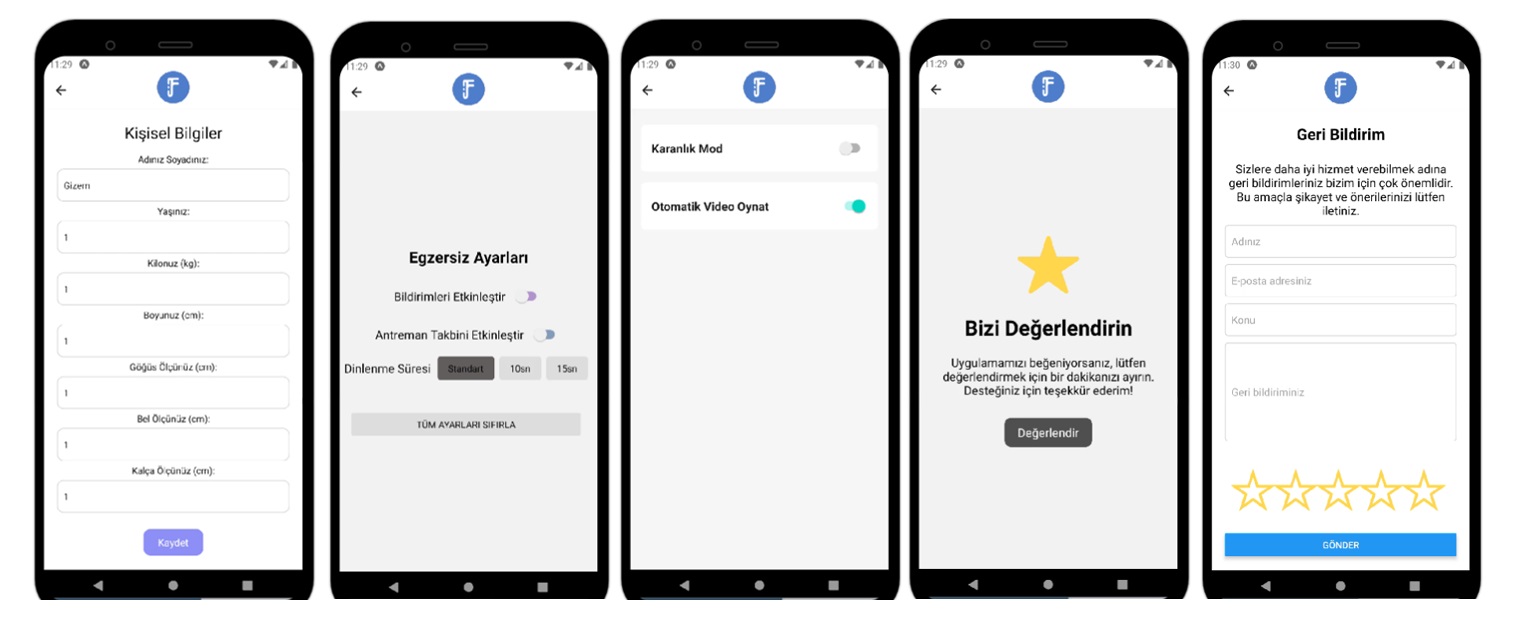 11:29
Kişisel Bilgiler
Adınız Soyadınız:
Gizem
Yaşınız:
1
Kilonuz (kg):
1
Boyunuz (cm):
1
Göğüs Ölçünüz (cm):
1
Bel Ölçünüz (cm):
1
Kalça Ölçünüz (cm):
1
Kaydet
11:29
Egzersiz Ayarları
Bildirimleri Etkinleştir
Antreman Takbini Etkinleştir
Dinlenme Süresi Standart 10sn 15sn
TÜM AYARLARI SIFIRLA
11:29
Karanlık Mod
Otomatik Video Oynat
11:29
Bizi Değerlendirin
Uygulamamızı beğeniyorsanız, lütfen
değerlendirmek için bir dakikanızı ayırın.
Desteğiniz için teşekkür ederim!
Değerlendir
11:30
Geri Bildirim
Sizlere daha iyi hizmet verebilmek adına
geri bildirimleriniz bizim için çok önemlidir.
Bu amaçla şikayet ve önerilerinizi lütfen
iletiniz.
Adınız
E-posta adresiniz
Konu
Geri bildiriminiz
GÖNDER